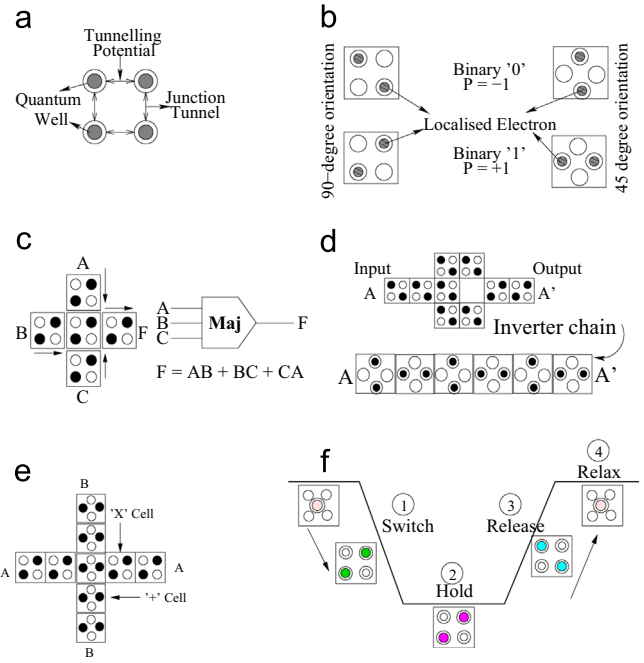 a
Tunnelling
Potential
Quantum
Well
Junction
Tunnel
b
90-degree orientation
Binary '0'
P = −1
Localised Electron
Binary '1'
P = +1
45 degree orientation
c
A
B
F
C
A
B
C
Maj
F
F = AB + BC + CA
d
Input
Output
A
A'
Inverter chain
A
A'
e
B
'X' Cell
A
A
'+' Cell
B
f
1
Switch
2
Hold
3
Release
4
Relax